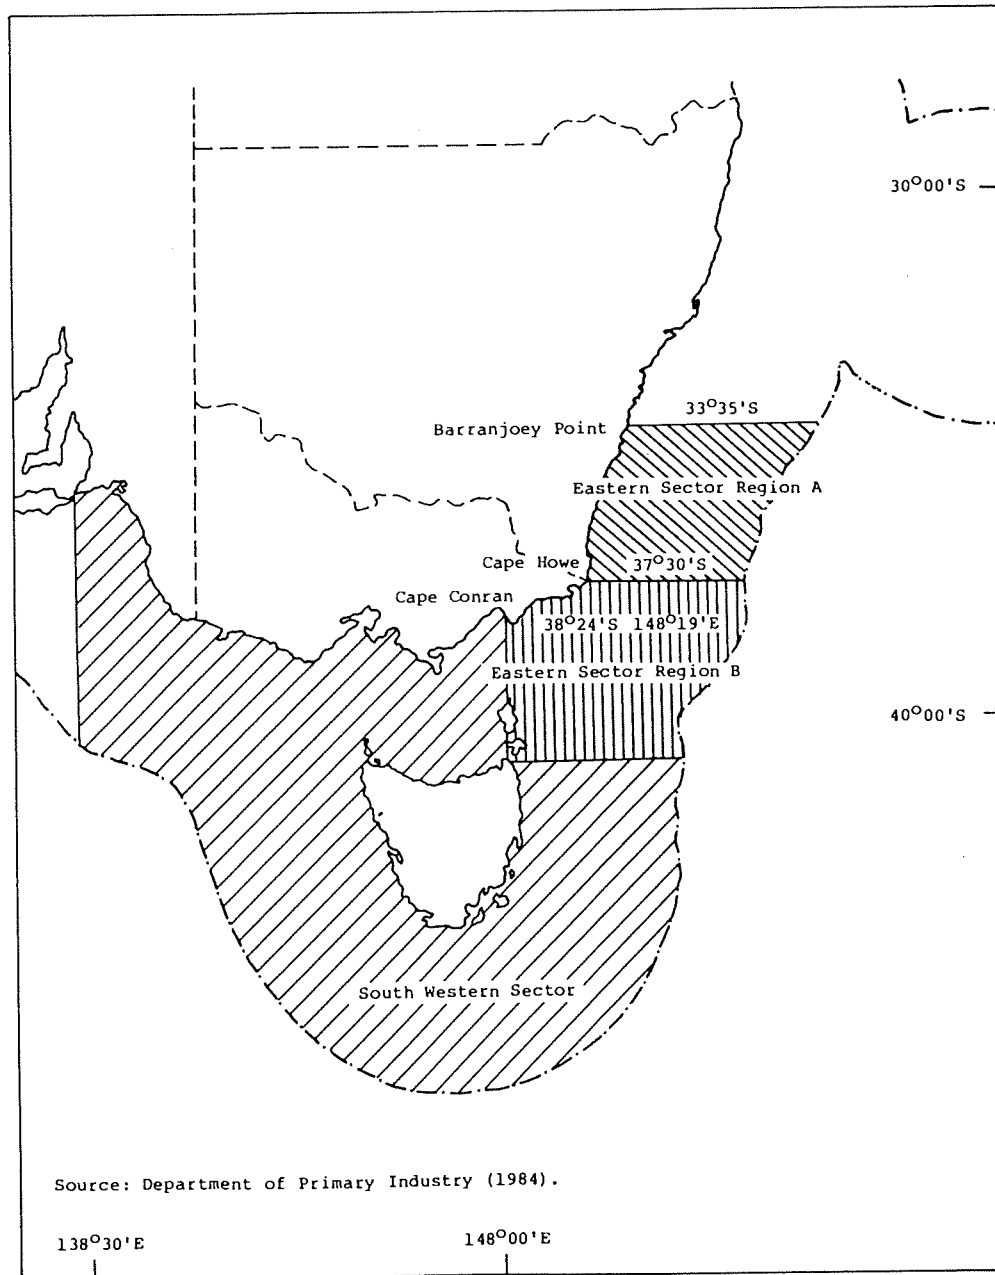 30°00'S
33°35'S
Barranjoey Point
Eastern Sector Region A
Cape Howe
37°30'S
Cape Conran
38°24'S 148°19'E
Eastern Sector Region B
40°00'S
South Western Sector
Source: Department of Primary Industry (1984).
138°30'E
148°00'E